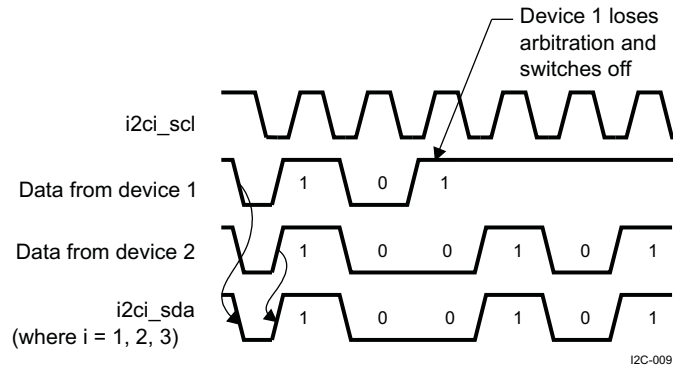 Device 1 loses
arbitration and
switches off
i2ci_scl
Data from device 1
1 0 1
Data from device 2
1 0 0 1 0 1
i2ci_sda
(where i = 1, 2, 3)
1 0 0 1 0 1
I2C-009